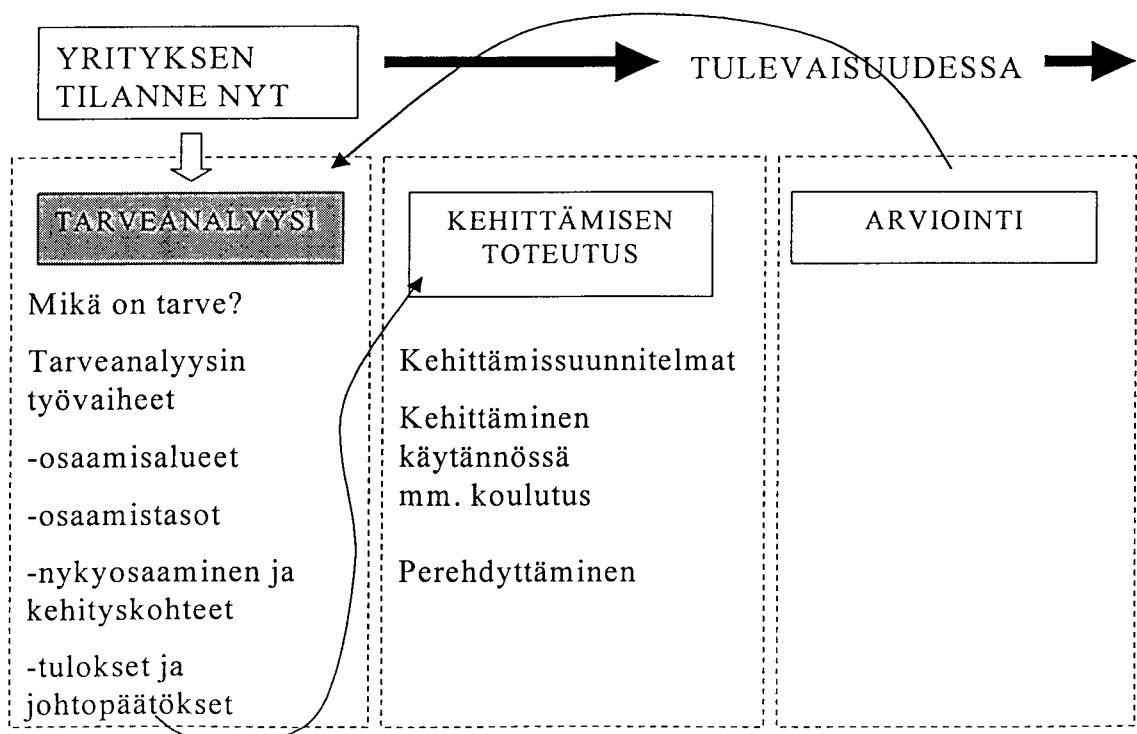 YRITYKSEN
TILANNE NYT
TULEVAISUUDESSA
TARVEANALYYSI
Mikä on tarve?
Tarveanalyysin
työvaiheet
-osaamisalueet
-osaamistasot
-nykyosaaminen ja
kehityskohteet
-tulokset ja
johtopäätökset
KEHITTÄMISEN
TOTEUTUS
Kehittämissuunnitelmat
Kehittäminen
käytännössä
mm. koulutus
Perehdyttäminen
ARVIOINTI